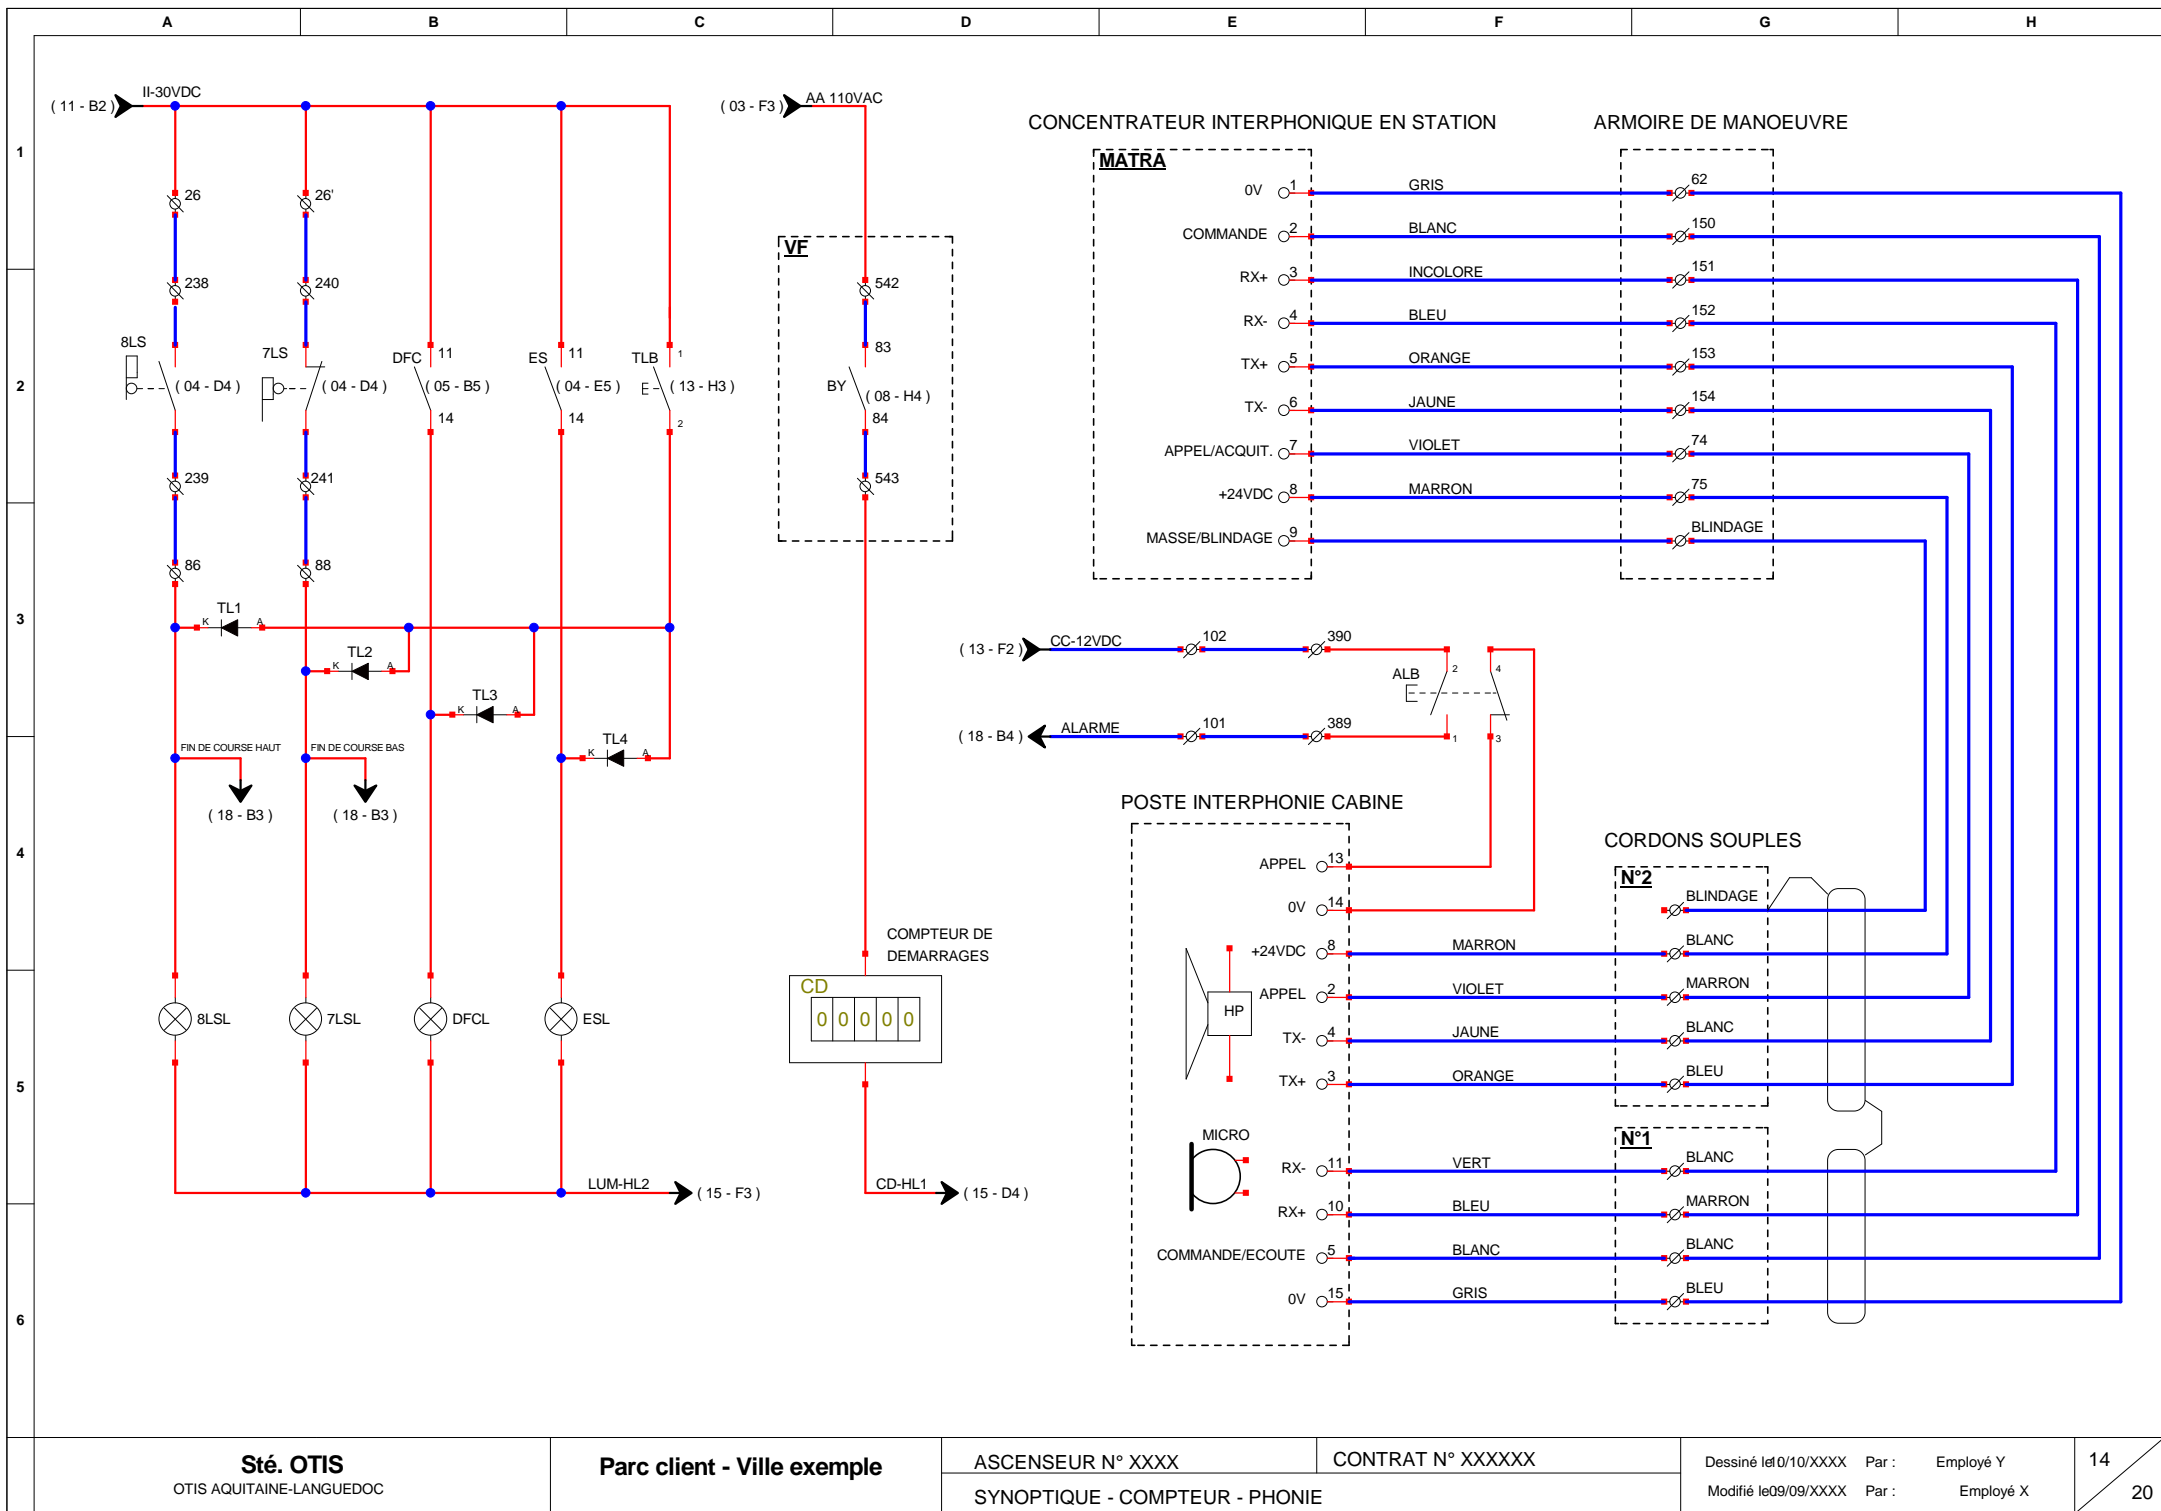 A B C D E F G H
1
2
3
4
5
6
( 11 - B2 ) II-30VDC
26 26'
238 240
8LS ( 04 - D4 )
7LS ( 04 - D4 )
DFC 11 ( 05 - B5 ) 14
ES 11 ( 04 - E5 ) 14
TLB 1 E ( 13 - H3 ) 2
239 241
86 88
K TL1 A
K TL2 A
K TL3 A
K TL4 A
FIN DE COURSE HAUT
( 18 - B3 )
FIN DE COURSE BAS
( 18 - B3 )
8LSL 7LSL DFCL ESL
LUM-HL2 ( 15 - F3 )
( 03 - F3 ) AA 110VAC
VF
542
83
BY ( 08 - H4 )
84
543
COMPTEUR DE
DEMARRAGES
CD
0 0 0 0 0
CD-HL1 ( 15 - D4 )
CONCENTRATEUR INTERPHONIQUE EN STATION
ARMOIRE DE MANOEUVRE
MATRA
0V 1 GRIS 62
COMMANDE 2 BLANC 150
RX+ 3 INCOLORE 151
RX- 4 BLEU 152
TX+ 5 ORANGE 153
TX- 6 JAUNE 154
APPEL/ACQUIT. 7 VIOLET 74
+24VDC 8 MARRON 75
MASSE/BLINDAGE 9 BLINDAGE
( 13 - F2 ) CC-12VDC 102 390
2 4
ALB
( 18 - B4 ) ALARME 101 389
1 3
POSTE INTERPHONIE CABINE
CORDONS SOUPLES
APPEL 13
N°2
0V 14 BLINDAGE
+24VDC 8 MARRON BLANC
APPEL 2 VIOLET MARRON
HP
TX- 4 JAUNE BLANC
TX+ 3 ORANGE BLEU
MICRO
N°1
RX- 11 VERT BLANC
RX+ 10 BLEU MARRON
COMMANDE/ECOUTE 5 BLANC BLANC
0V 15 GRIS BLEU
Sté. OTIS
OTIS AQUITAINE-LANGUEDOC
Parc client - Ville exemple
ASCENSEUR N° XXXX
CONTRAT N° XXXXXX
SYNOPTIQUE - COMPTEUR - PHONIE
Dessiné le 10/10/XXXX Par : Employé Y
Modifié le 09/09/XXXX Par : Employé X
14
20